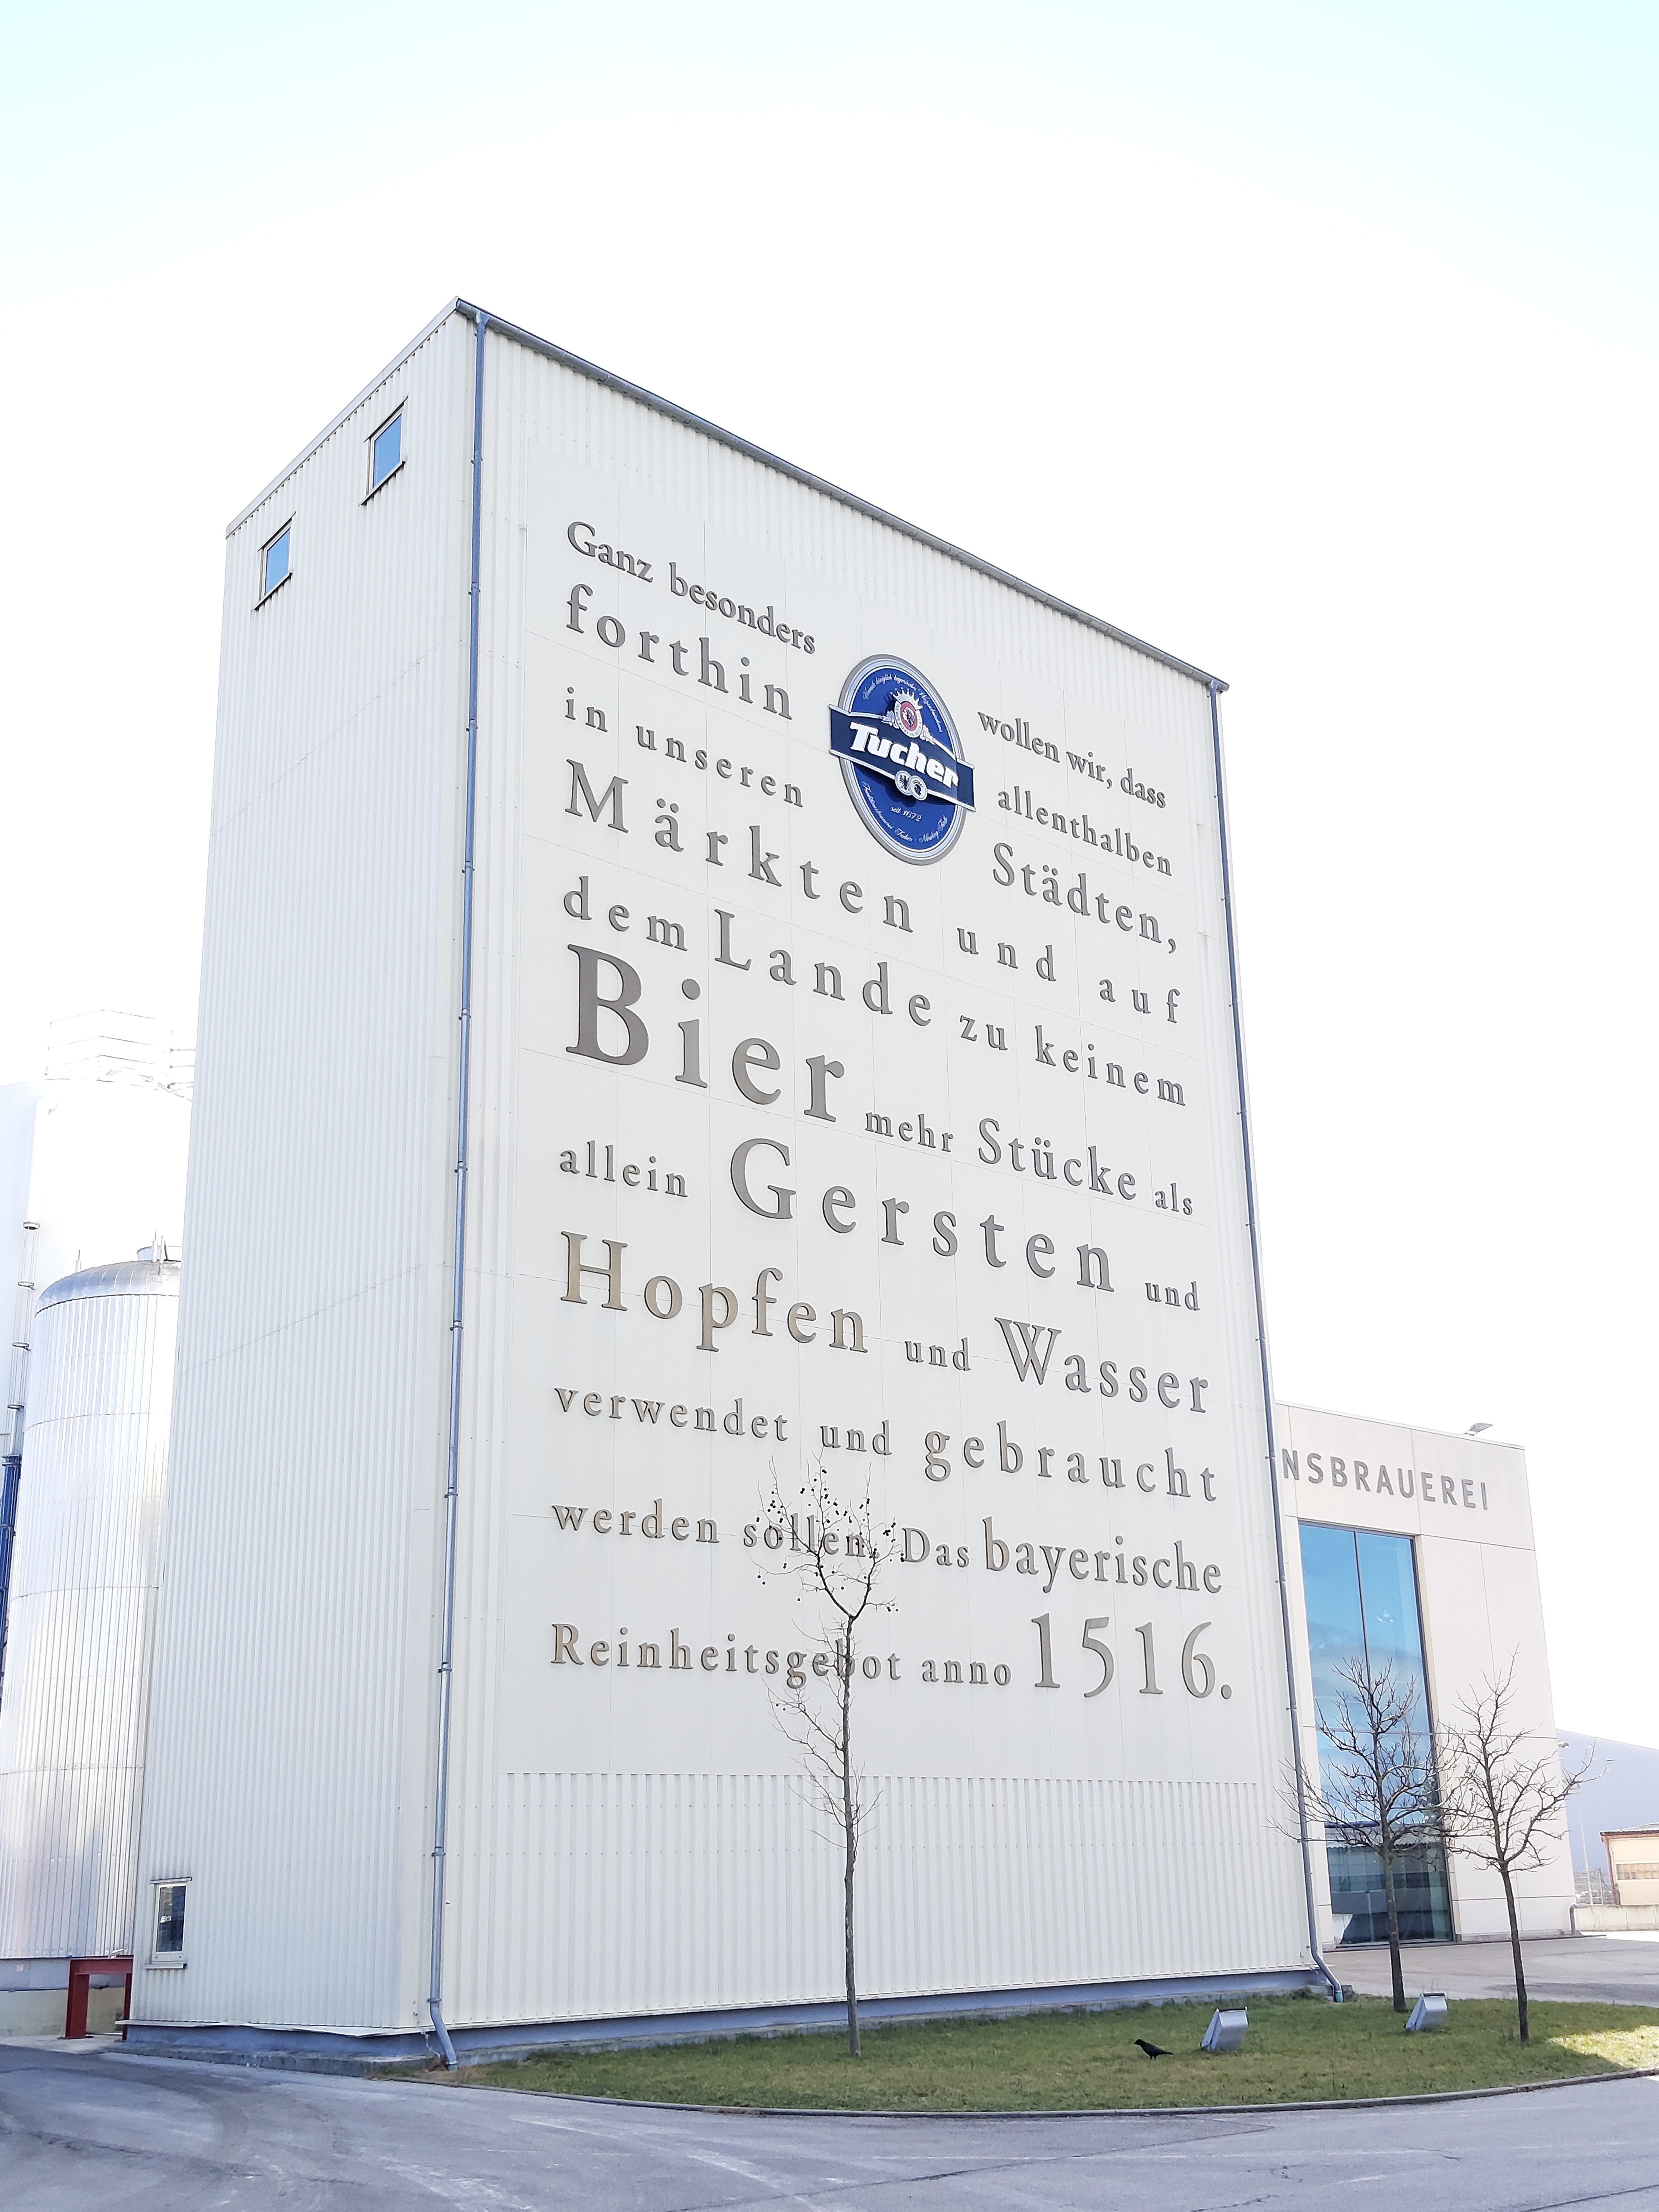 Ganz besonders wollen wir, dass
forthin allenthalben
in unseren Städten,
Märkten und auf
dem Lande zu keinem
Bier mehr Stücke als
allein Gersten und
Hopfen und Wasser
verwendet und gebraucht
werden sollen. Das bayerische
Reinheitsgebot anno 1516.
Tucher
seit 1672
NSBRAUEREI